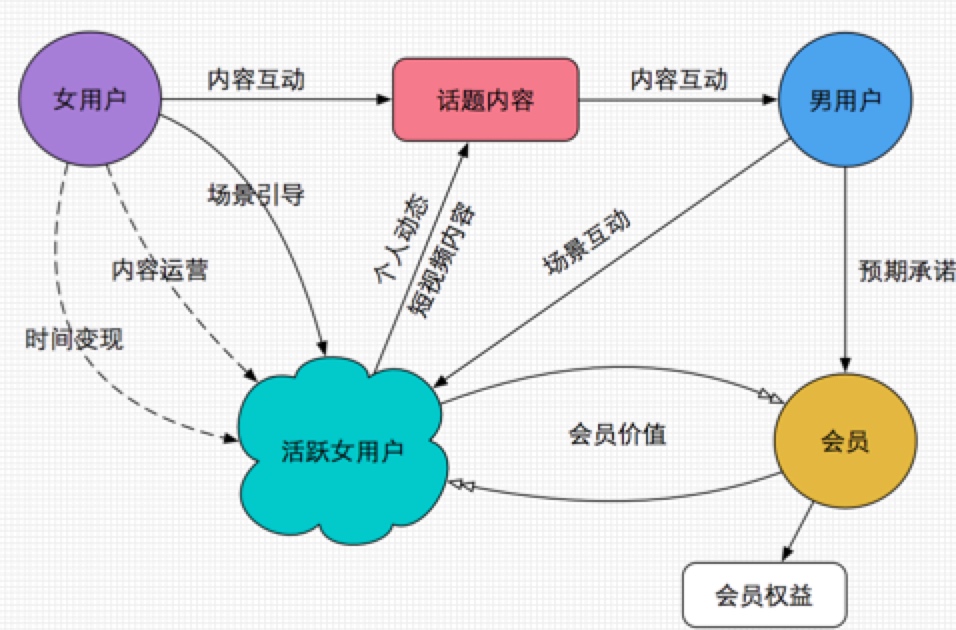 女用户
内容互动
话题内容
内容互动
男用户
场景引导
个人动态
短视频内容
场景互动
内容运营
预期承诺
时间变现
活跃女用户
会员价值
会员
会员权益